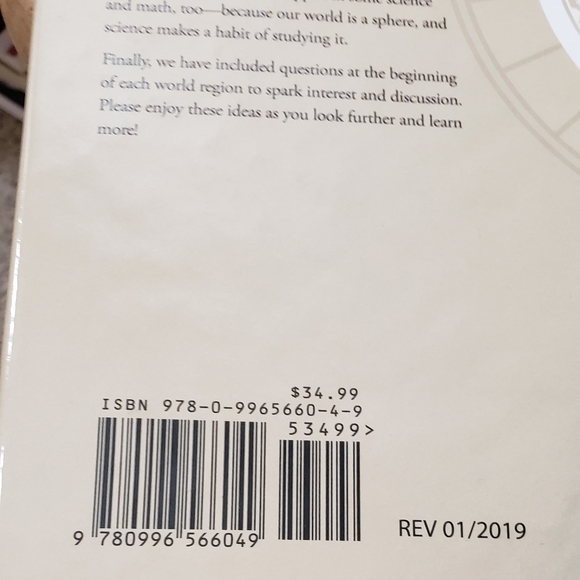 science
and math, too—because our world is a sphere, and
science makes a habit of studying it.
Finally, we have included questions at the beginning
of each world region to spark interest and discussion.
Please enjoy these ideas as you look further and learn
more!
$34.99
ISBN 978-0-9965660-4-9
53499>
9 780996 566049
REV 01/2019